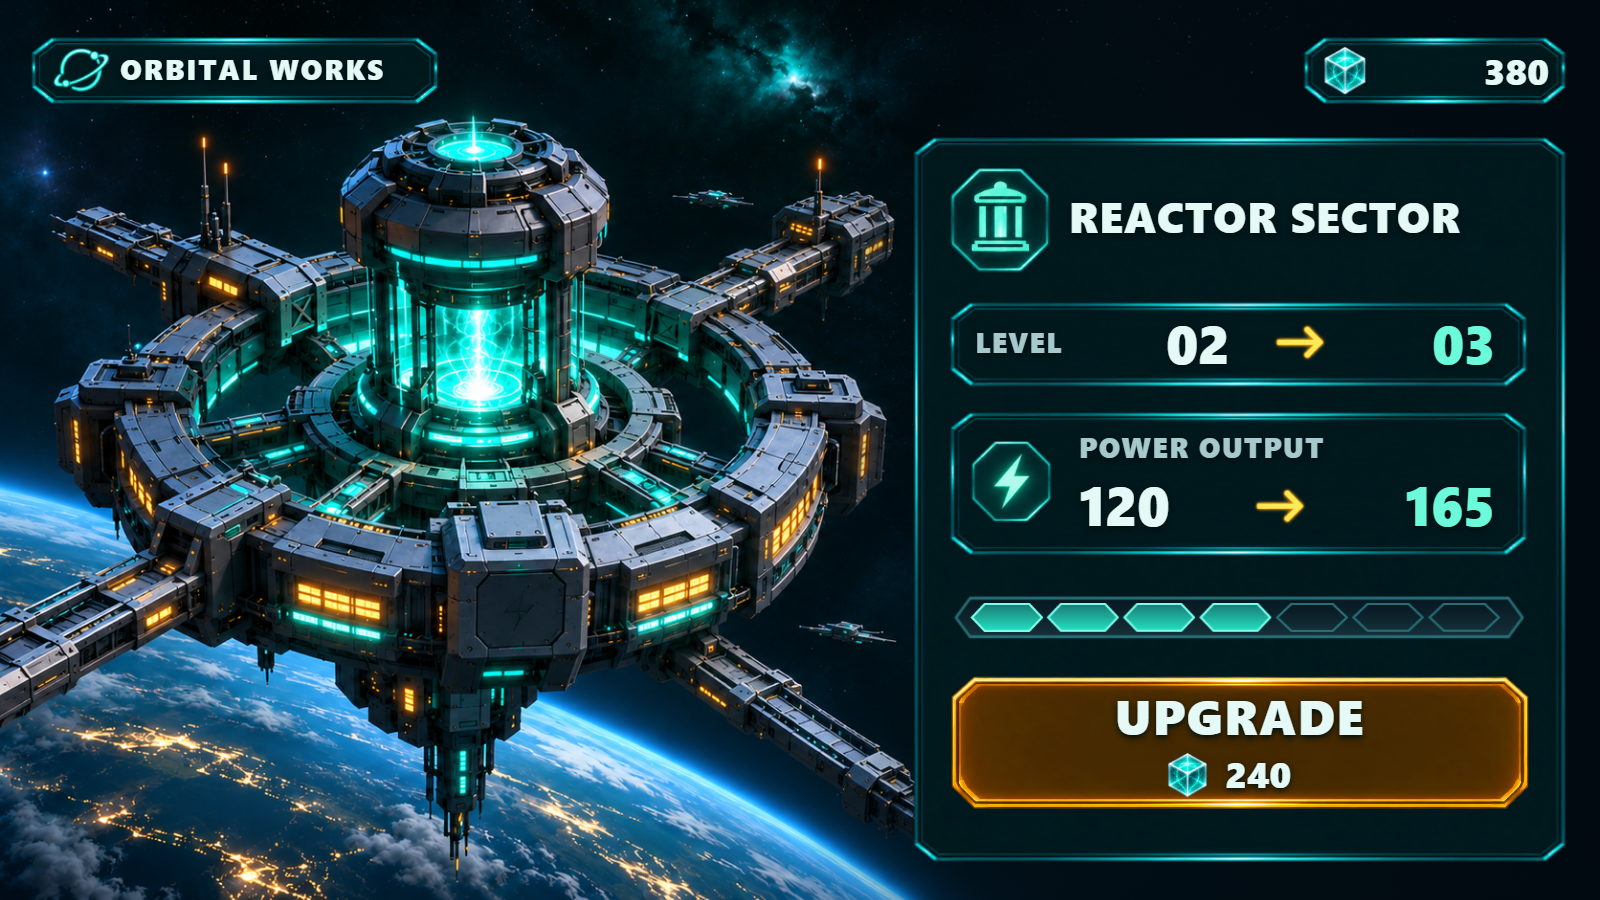 ORBITAL WORKS
380
REACTOR SECTOR
LEVEL 02 → 03
POWER OUTPUT
120 → 165
UPGRADE
240